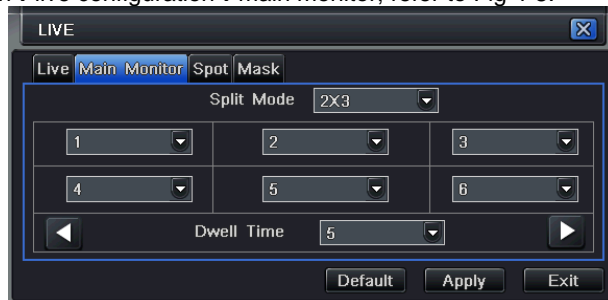 LIVE
Live Main Monitor Spot Mask
Split Mode 2X3
1 2 3
4 5 6
Dwell Time 5
Default Apply Exit